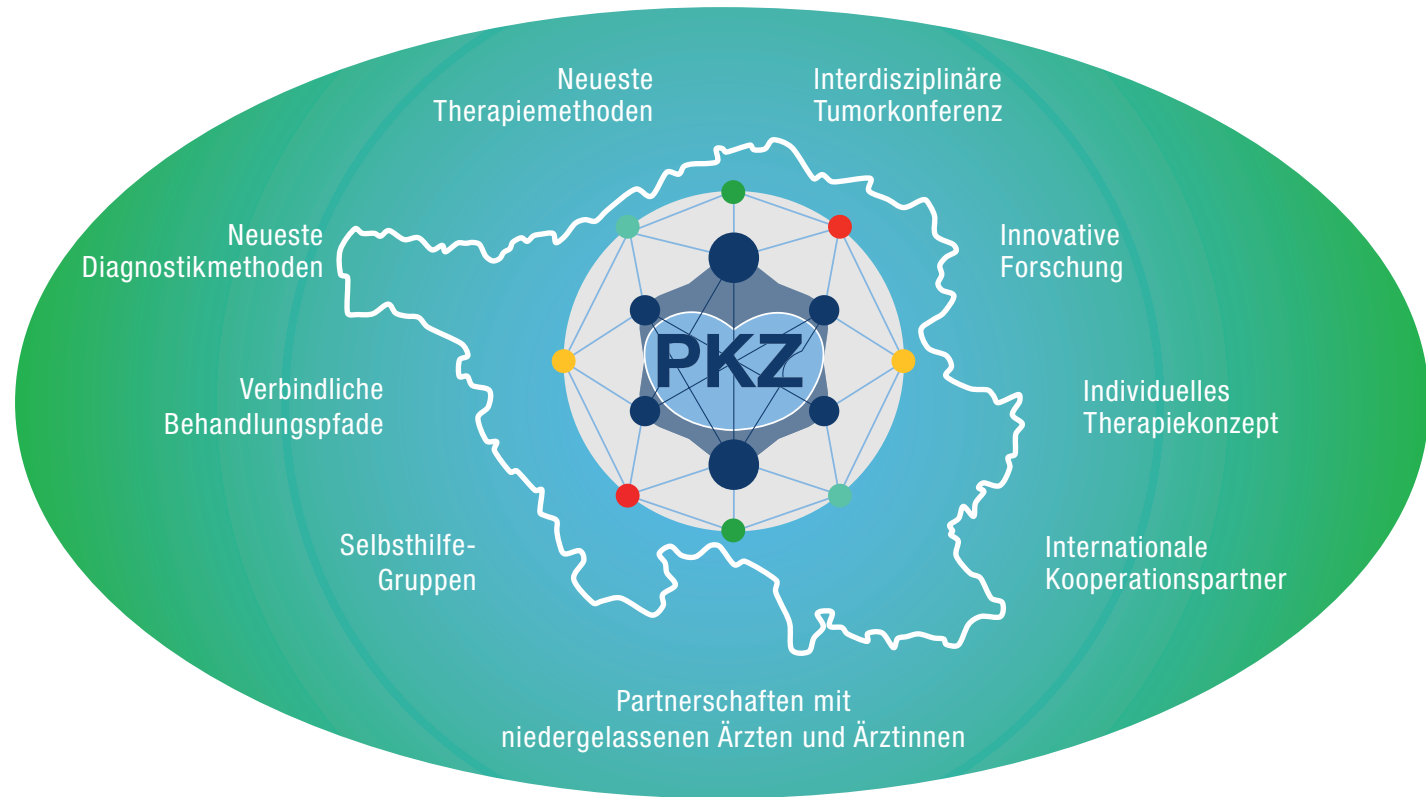 Neueste
Therapiemethoden
Interdisziplinäre
Tumorkonferenz
Neueste
Diagnostikmethoden
Innovative
Forschung
PKZ
Verbindliche
Behandlungspfade
Individuelles
Therapiekonzept
Selbsthilfe-
Gruppen
Internationale
Kooperationspartner
Partnerschaften mit
niedergelassenen Ärzten und Ärztinnen